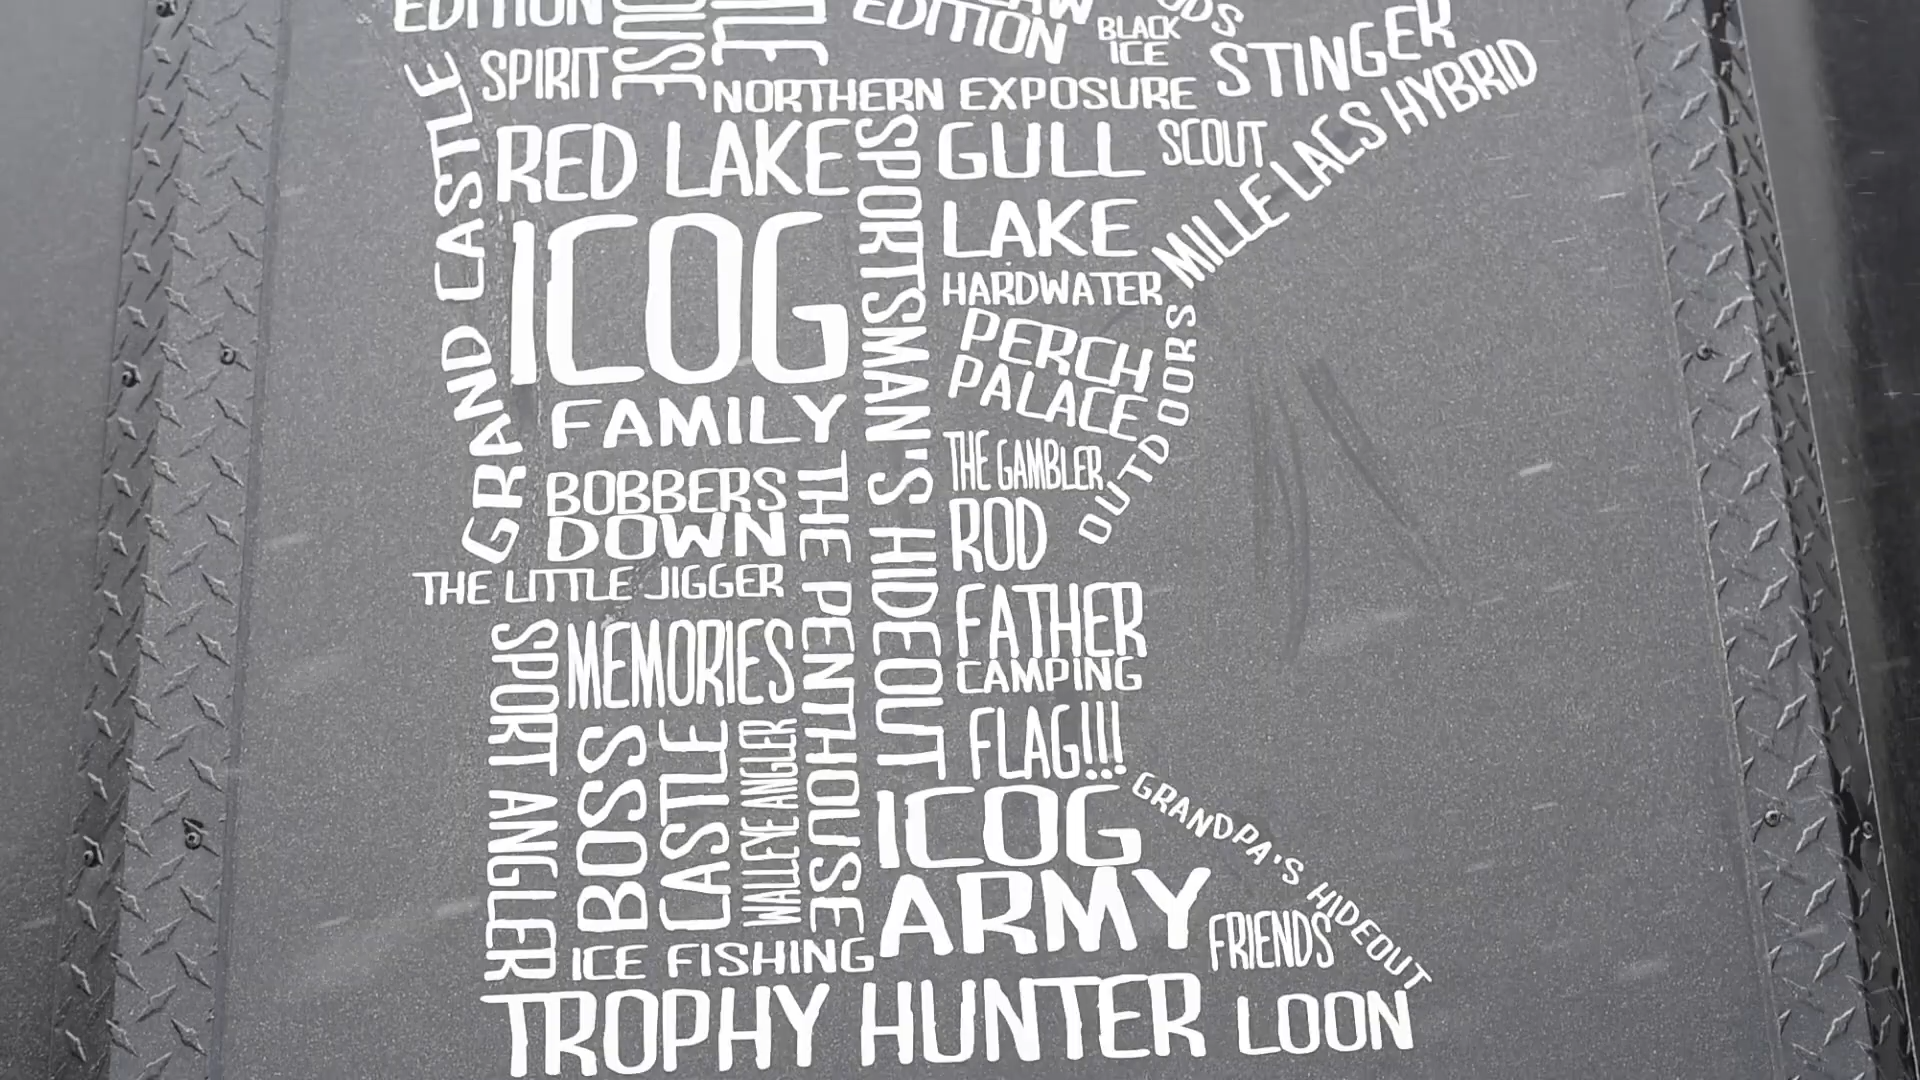 EDITION
EDITION
BLACK
ICE
STINGER
SPIRIT
NORTHERN EXPOSURE
GRAND CASTLE
RED LAKE
SPORTSMAN'S HIDEOUT
GULL
LAKE
SCOUT
MILLE LACS HYBRID
ICOG
HARDWATER
PERCH
PALACE
OUTDOORS
FAMILY
THE GAMBLER
BOBBERS
DOWN
THE PENTHOUSE
ROD
THE LITTLE JIGGER
FATHER
CAMPING
SPORT ANGLER
MEMORIES
FLAG!!!
BOSS
CASTLE
WALLEYE ANGLER
ICOG
ARMY
GRANDPA'S HIDEOUT
FRIENDS
ICE FISHING
TROPHY HUNTER
LOON